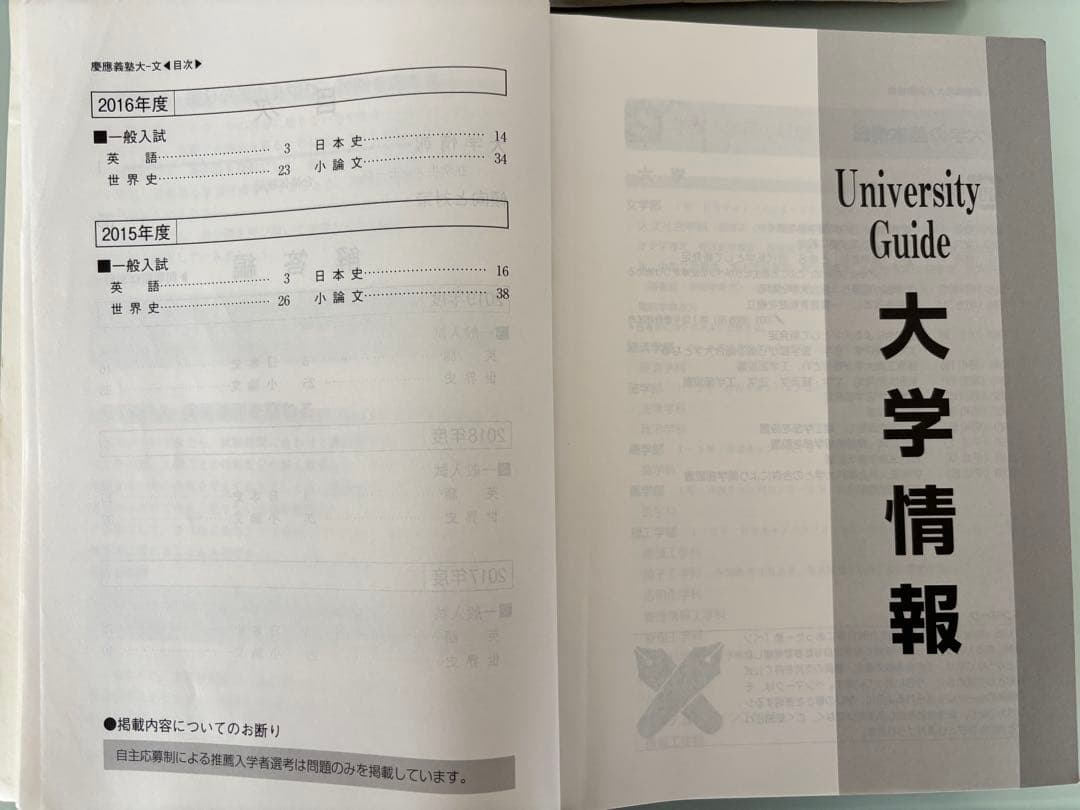 慶應義塾大-文◀目次▶
2016年度
■一般入試
英語 3 日本史 14
世界史 23 小論文 34
2015年度
■一般入試
英語 3 日本史 16
世界史 26 小論文 38
●掲載内容についてのお断り
自主応募制による推薦入学者選考は問題のみを掲載しています。
University
Guide
大学情報